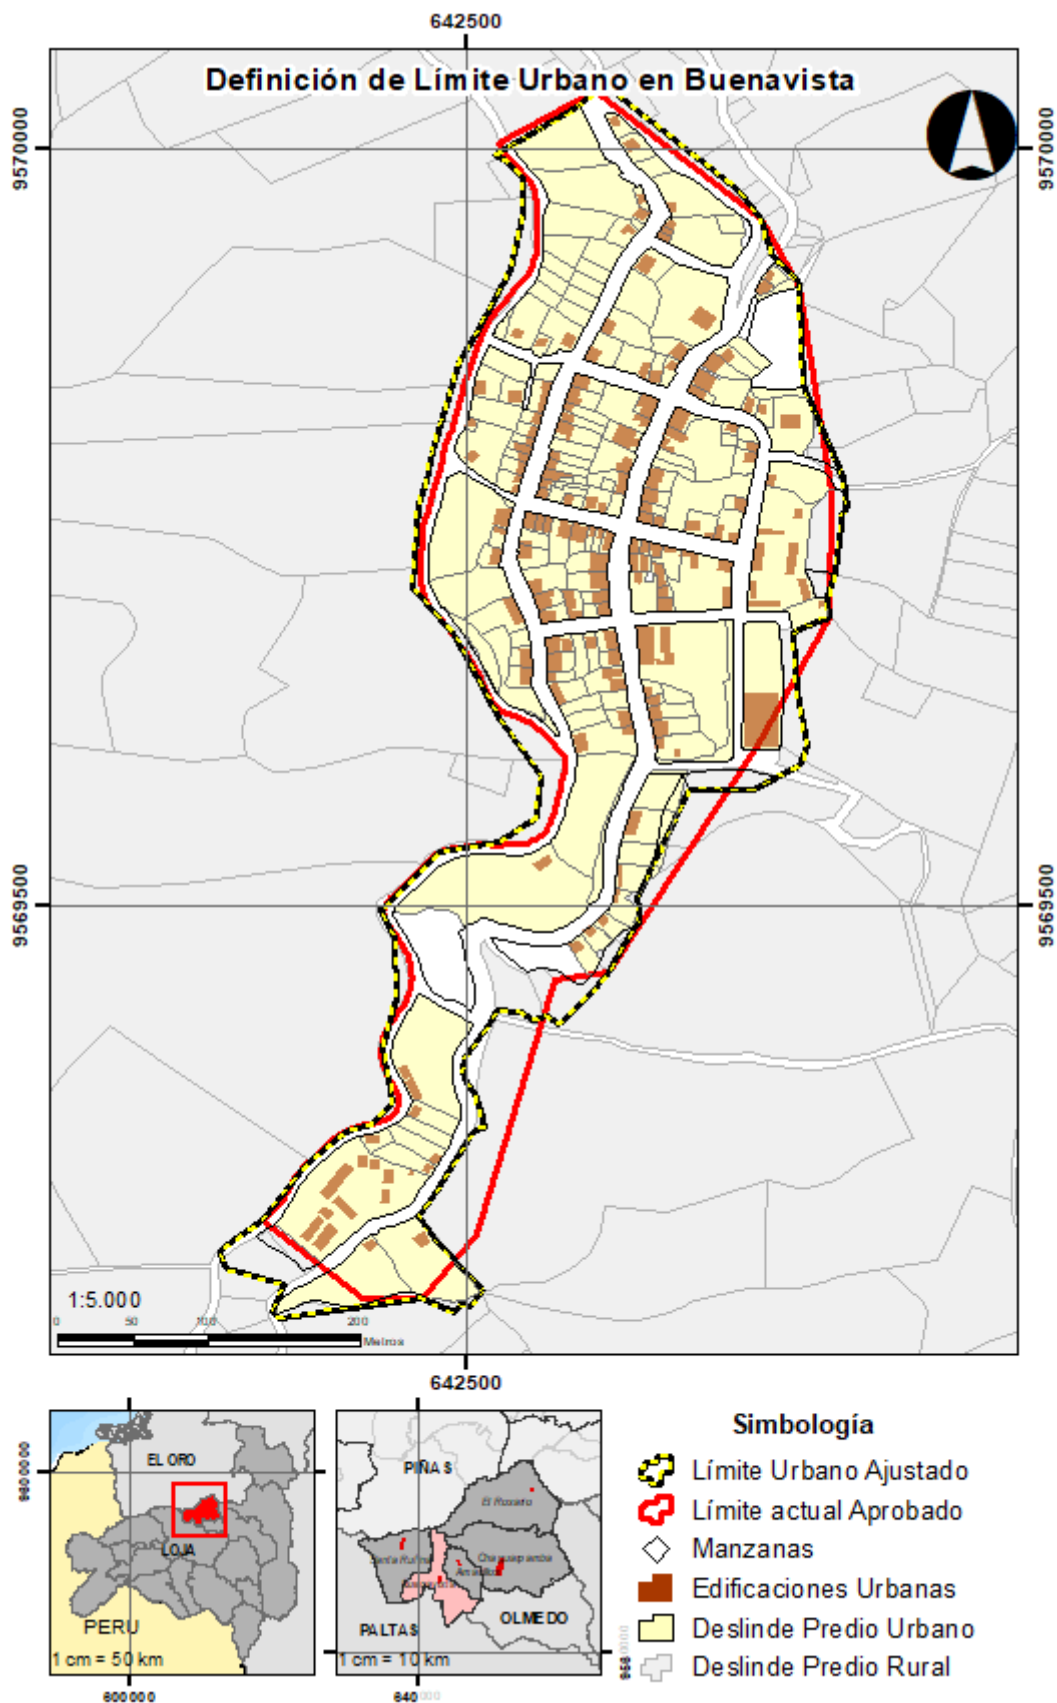 642500
Definición de Límite Urbano en Buenavista
9570000
9570000
9569500
9569500
1:5.000
0 50 100 200
Metros
642500
EL ORO
LOJA
PERU
1 cm = 50 km
600000
PIÑAS
El Rosario
Santa Rufina
Chaguarpamba
PALTAS
OLMEDO
1 cm = 10 km
640000
Simbología
Límite Urbano Ajustado
Límite actual Aprobado
Manzanas
Edificaciones Urbanas
Deslinde Predio Urbano
Deslinde Predio Rural